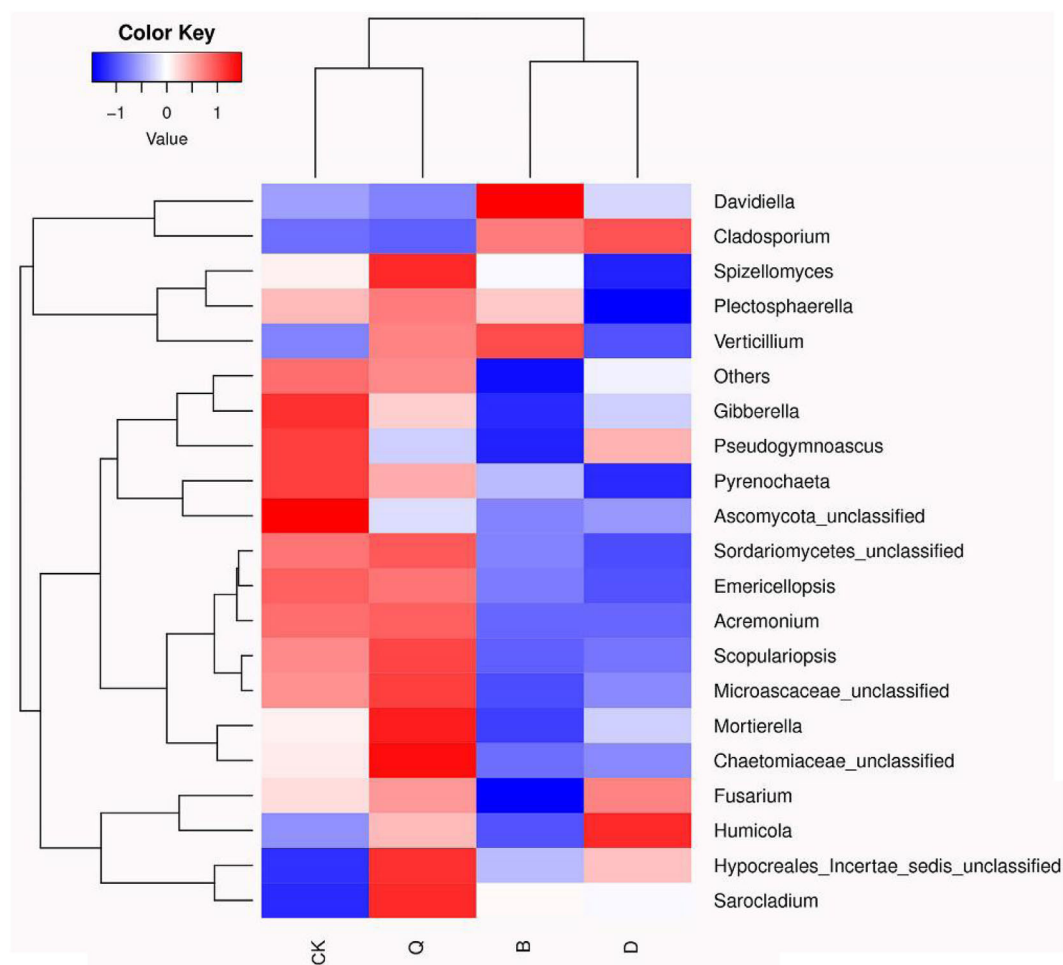 Color Key
−1 0 1
Value
Davidiella
Cladosporium
Spizellomyces
Plectosphaerella
Verticillium
Others
Gibberella
Pseudogymnoascus
Pyrenochaeta
Ascomycota_unclassified
Sordariomycetes_unclassified
Emericellopsis
Acremonium
Scopulariopsis
Microascaceae_unclassified
Mortierella
Chaetomiaceae_unclassified
Fusarium
Humicola
Hypocreales_Incertae_sedis_unclassified
Sarocladium
CK Q B D